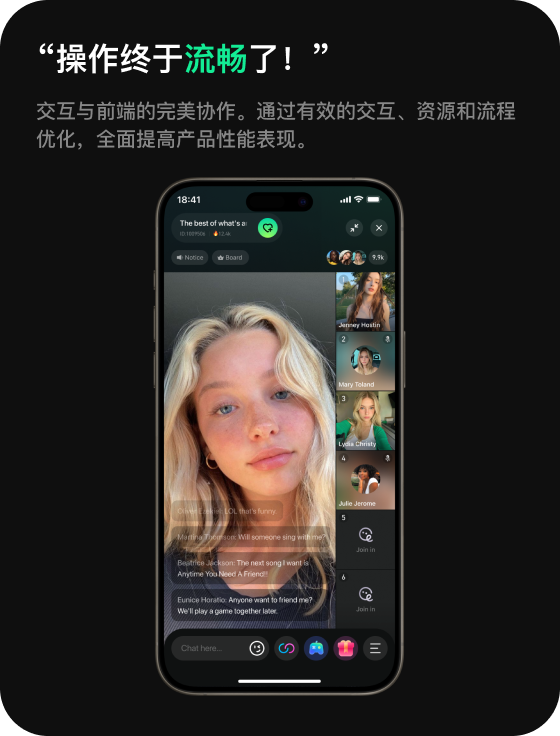 “操作终于流畅了！”
交互与前端的完美协作。通过有效的交互、资源和流程
优化，全面提高产品性能表现。
18:41
The best of what's a
Notice
Board
9.9k
1
Jenney Hostin
2
Mary Toland
3
Lydia Christy
4
Julie Jerome
5
Join in
6
Join in
LOL that's funny.
Martina Thomson: Will someone sing with me?
Beatrice Jackson: The next song I want is
Anytime You Need A Friend!!
Eunice Horatio: Anyone want to friend me?
We'll play a game together later.
Chat here...